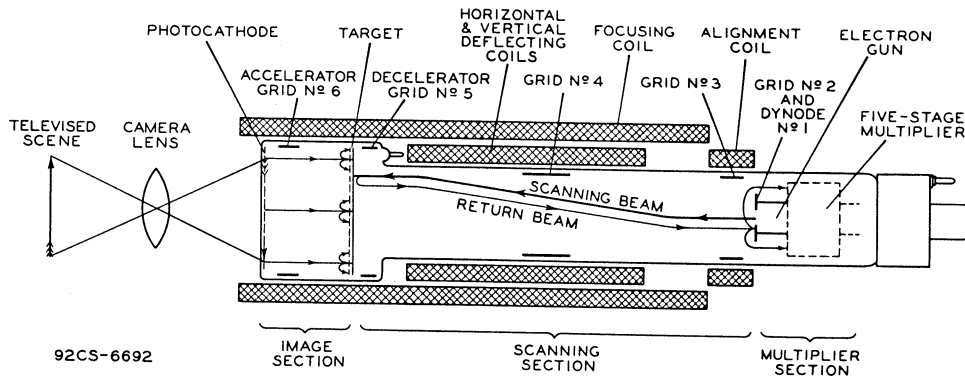 HORIZONTAL
& VERTICAL
DEFLECTING
COILS
PHOTOCATHODE
TARGET
FOCUSING
COIL
ALIGNMENT
COIL
ELECTRON
GUN
ACCELERATOR
GRID Nº 6
DECELERATOR
GRID Nº 5
GRID Nº 4
GRID Nº 3
GRID Nº 2
AND
DYNODE
Nº 1
FIVE-STAGE
MULTIPLIER
TELEVISED
SCENE
CAMERA
LENS
SCANNING BEAM
RETURN BEAM
IMAGE
SECTION
SCANNING
SECTION
MULTIPLIER
SECTION
92CS-6692